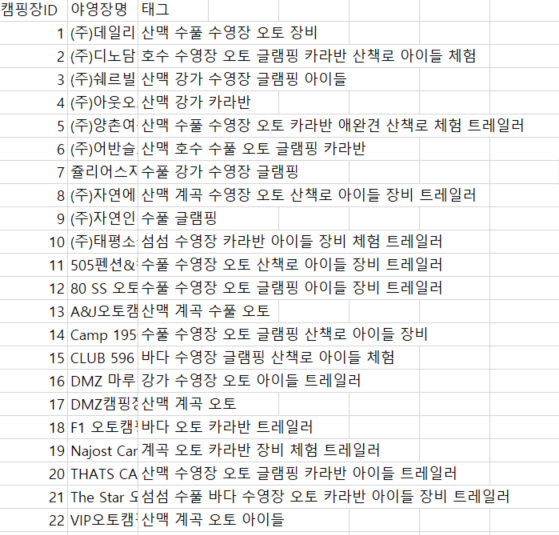 캠핑장ID 야영장명 태그
1 (주)데일리 산맥 수풀 수영장 오토 장비
2 (주)디노담 호수 수영장 오토 글램핑 카라반 산책로 아이들 체험
3 (주)쉐르빌 산맥 강가 수영장 글램핑 아이들
4 (주)아웃오 산맥 강가 카라반
5 (주)양촌여 산맥 수풀 수영장 오토 카라반 애완견 산책로 체험 트레일러
6 (주)어반슬 산맥 호수 수풀 오토 글램핑 카라반
7 쥴리어스 수풀 강가 수영장 글램핑
8 (주)자연에 산맥 계곡 수영장 오토 산책로 아이들 장비 트레일러
9 (주)자연인 수풀 글램핑
10 (주)태평소 섬섬 수영장 카라반 아이들 장비 체험 트레일러
11 505펜션& 수풀 수영장 오토 산책로 아이들 장비 트레일러
12 80 SS 오토 수풀 수영장 오토 글램핑 아이들 장비 트레일러
13 A&J오토캠 산맥 계곡 수풀 오토
14 Camp 195 수풀 수영장 오토 글램핑 산책로 아이들 장비
15 CLUB 596 바다 수영장 글램핑 산책로 아이들 체험
16 DMZ 마루 강가 수영장 오토 아이들 트레일러
17 DMZ캠핑장 산맥 계곡 오토
18 F1 오토캠핑 바다 오토 카라반 트레일러
19 Najost Car 계곡 오토 카라반 장비 체험 트레일러
20 THATS CA 산맥 수영장 오토 글램핑 카라반 아이들 트레일러
21 The Star 오 섬섬 수풀 바다 수영장 오토 카라반 아이들 장비 트레일러
22 VIP오토캠핑 산맥 계곡 오토 아이들